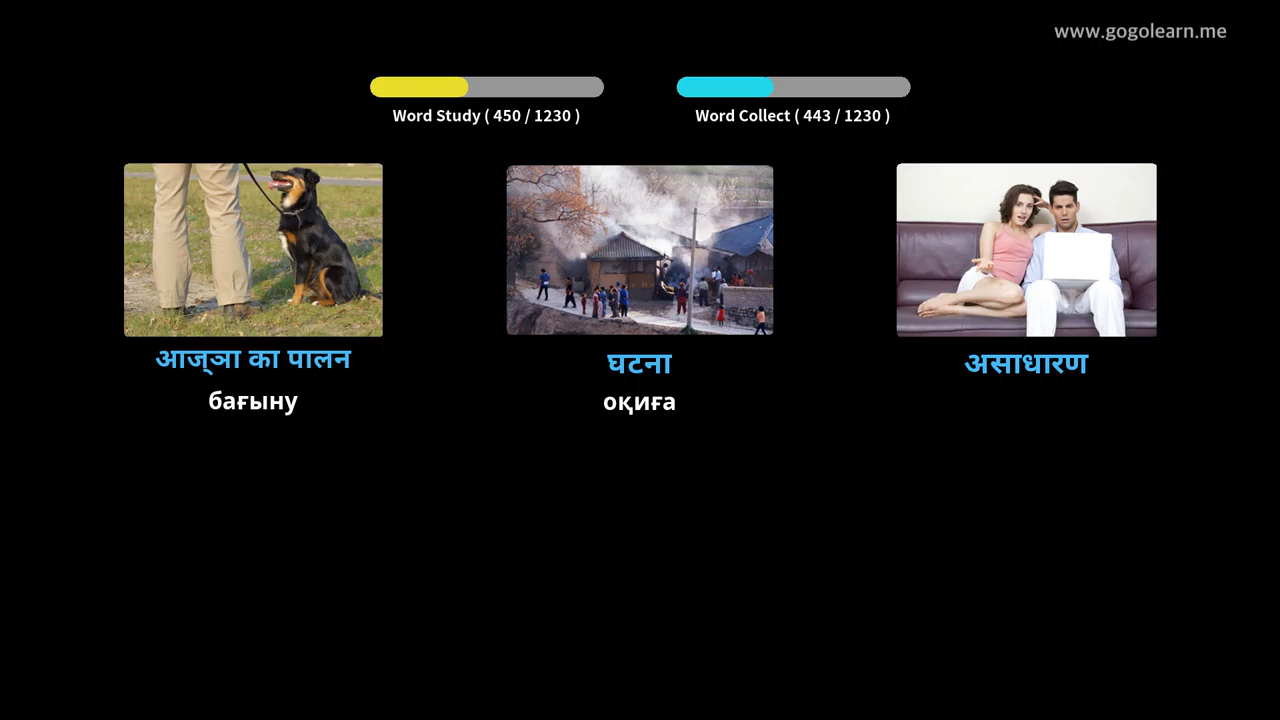 www.gogolearn.me
Word Study ( 450 / 1230 )
Word Collect ( 443 / 1230 )
आज्ञा का पालन
घटना
असाधारण
бағыну
оқиға